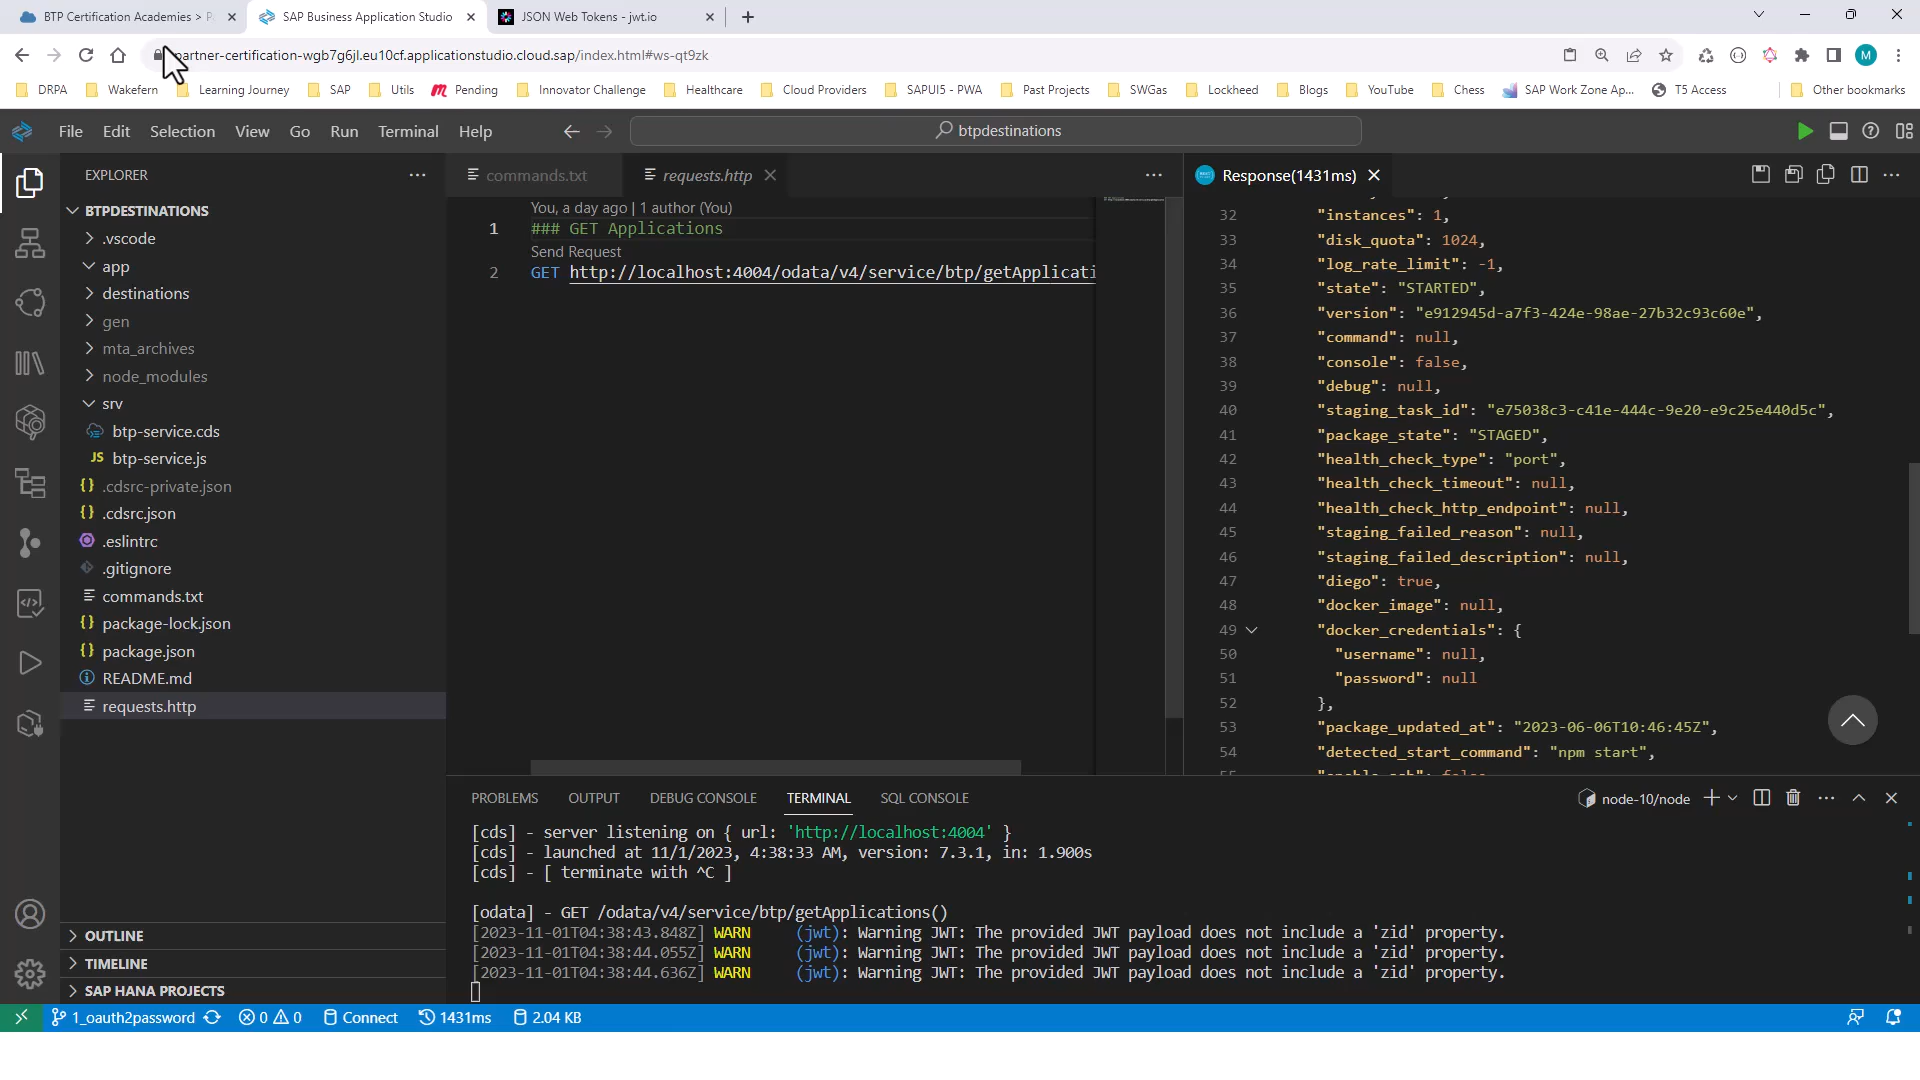 BTP Certification Academies >
SAP Business Application Studio
JSON Web Tokens - jwt.io
partner-certification-wgb7g6jl.eu10cf.applicationstudio.cloud.sap/index.html#ws-qt9zk
M
DRPA
Wakefern
Learning Journey
SAP
Utils
Pending
Innovator Challenge
Healthcare
Cloud Providers
SAPUI5 - PWA
Past Projects
SWGas
Lockheed
Blogs
YouTube
Chess
SAP Work Zone Ap...
T5 Access
Other bookmarks
File
Edit
Selection
View
Go
Run
Terminal
Help
btpdestinations
EXPLORER
BTPDESTINATIONS
.vscode
app
destinations
gen
mta_archives
node_modules
srv
btp-service.cds
JS btp-service.js
{} .cdsrc-private.json
{} .cdsrc.json
.eslintrc
.gitignore
commands.txt
{} package-lock.json
{} package.json
README.md
requests.http
OUTLINE
TIMELINE
SAP HANA PROJECTS
commands.txt
requests.http
You, a day ago | 1 author (You)
1 ### GET Applications
Send Request
2 GET http://localhost:4004/odata/v4/service/btp/getApplicati
Response(1431ms)
32 "instances": 1,
33 "disk_quota": 1024,
34 "log_rate_limit": -1,
35 "state": "STARTED",
36 "version": "e912945d-a7f3-424e-98ae-27b32c93c60e",
37 "command": null,
38 "console": false,
39 "debug": null,
40 "staging_task_id": "e75038c3-c41e-444c-9e20-e9c25e440d5c",
41 "package_state": "STAGED",
42 "health_check_type": "port",
43 "health_check_timeout": null,
44 "health_check_http_endpoint": null,
45 "staging_failed_reason": null,
46 "staging_failed_description": null,
47 "diego": true,
48 "docker_image": null,
49 "docker_credentials": {
50 "username": null,
51 "password": null
52 },
53 "package_updated_at": "2023-06-06T10:46:45Z",
54 "detected_start_command": "npm start",
PROBLEMS
OUTPUT
DEBUG CONSOLE
TERMINAL
SQL CONSOLE
node-10/node
[cds] - server listening on { url: 'http://localhost:4004' }
[cds] - launched at 11/1/2023, 4:38:33 AM, version: 7.3.1, in: 1.900s
[cds] - [ terminate with ^C ]
[odata] - GET /odata/v4/service/btp/getApplications()
[2023-11-01T04:38:43.848Z] WARN (jwt): Warning JWT: The provided JWT payload does not include a 'zid' property.
[2023-11-01T04:38:44.055Z] WARN (jwt): Warning JWT: The provided JWT payload does not include a 'zid' property.
[2023-11-01T04:38:44.636Z] WARN (jwt): Warning JWT: The provided JWT payload does not include a 'zid' property.
1_oauth2password
0
0
Connect
1431ms
2.04 KB